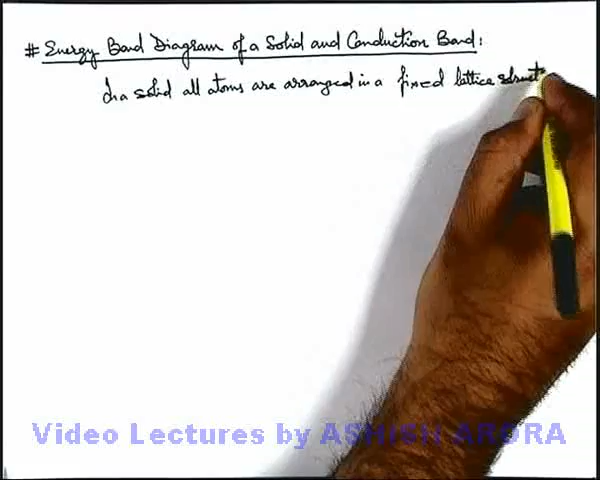 # Energy Band Diagram of a Solid and Conduction Band:
In a solid all atoms are arranged in a fixed lattice struct
Video Lectures by ASHISH ARORA